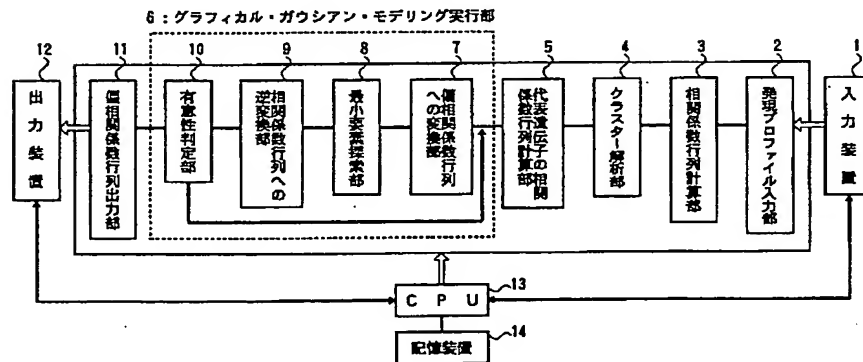 6：グラフィカル・ガウシアン・モデリング実行部
12
11
10
9
8
7
5
4
3
2
1
出力装置
偏相関係数行列出力部
有意性判定部
相関係数行列への
逆変換部
最小要素探索部
偏相関係数行列
への変換部
代表遺伝子の相関
係数行列計算部
クラスター解析部
相関係数行列計算部
発現プロファイル入力部
入力装置
13
CPU
14
記憶装置